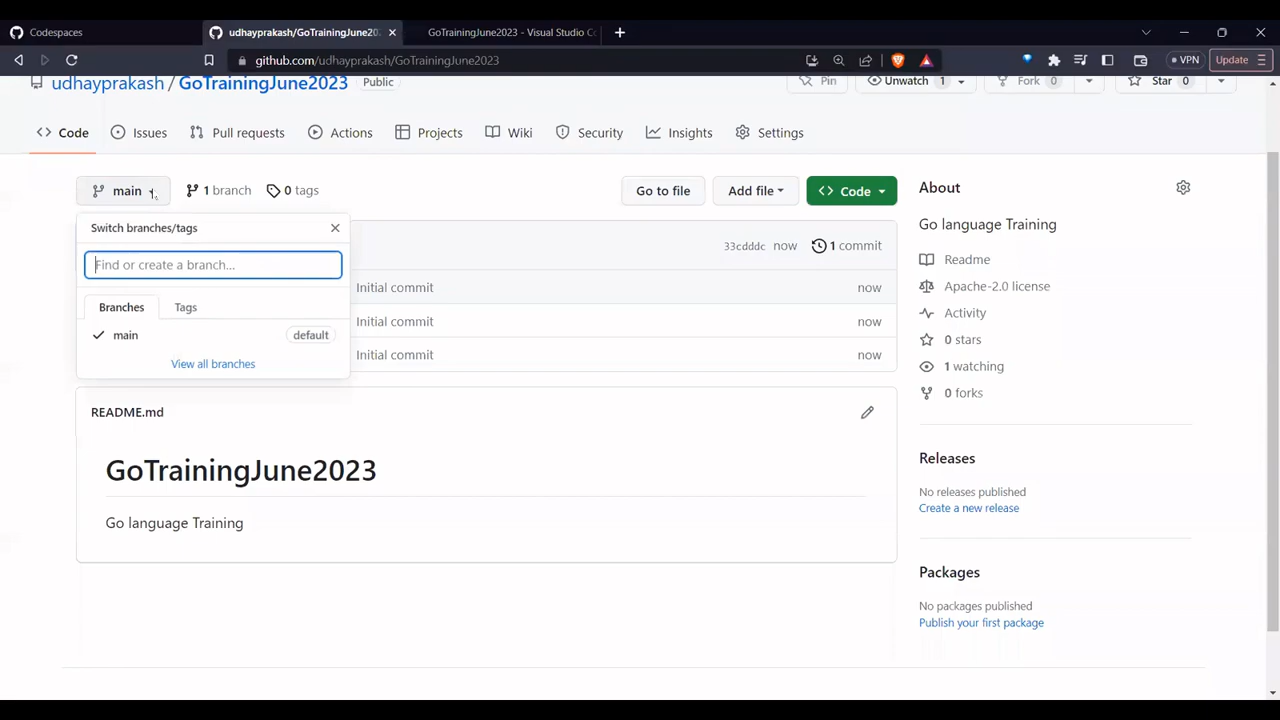 Codespaces
udhayprakash/GoTrainingJune202
GoTrainingJune2023 - Visual Studio C
github.com/udhayprakash/GoTrainingJune2023
VPN
Update
udhayprakash / GoTrainingJune2023
Public
Pin
Unwatch 1
Fork 0
Star 0
Code
Issues
Pull requests
Actions
Projects
Wiki
Security
Insights
Settings
main
1 branch
0 tags
Go to file
Add file
Code
Switch branches/tags
Find or create a branch...
Branches
Tags
main
default
View all branches
33cdddc now
1 commit
Initial commit
now
Initial commit
now
Initial commit
now
README.md
GoTrainingJune2023
Go language Training
About
Go language Training
Readme
Apache-2.0 license
Activity
0 stars
1 watching
0 forks
Releases
No releases published
Create a new release
Packages
No packages published
Publish your first package